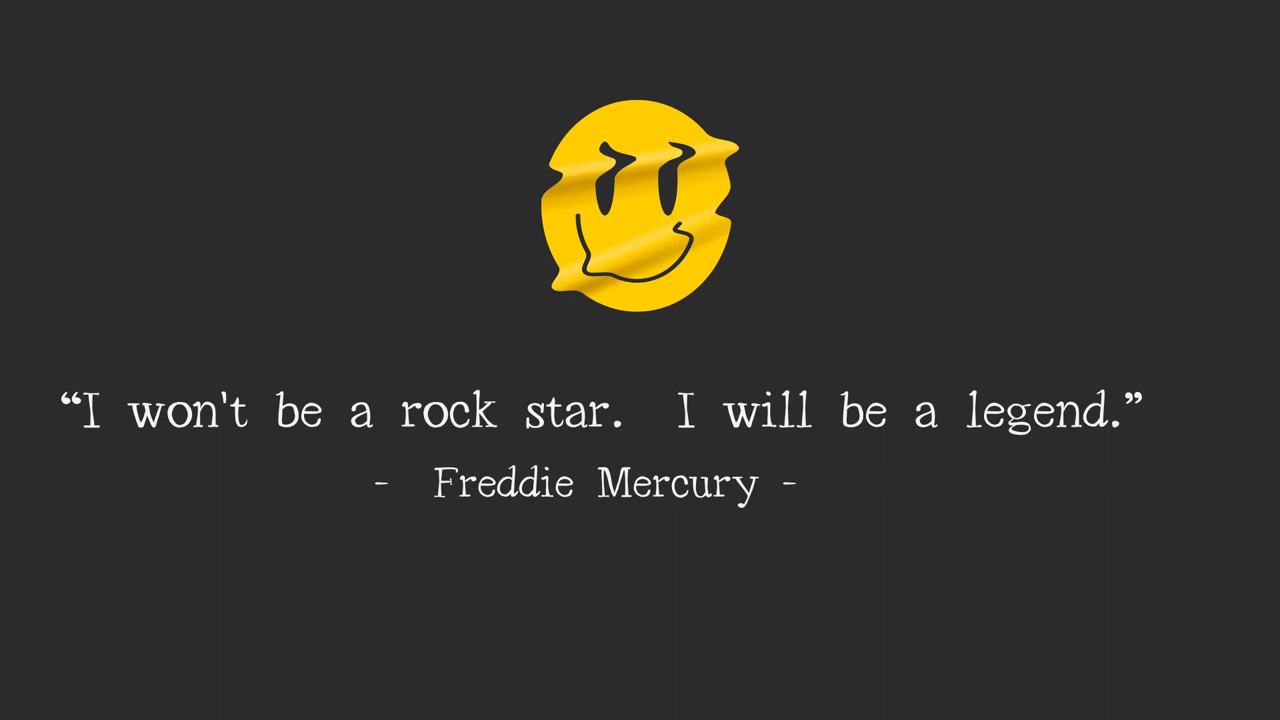 “I won't be a rock star.  I will be a legend.”
-  Freddie Mercury -